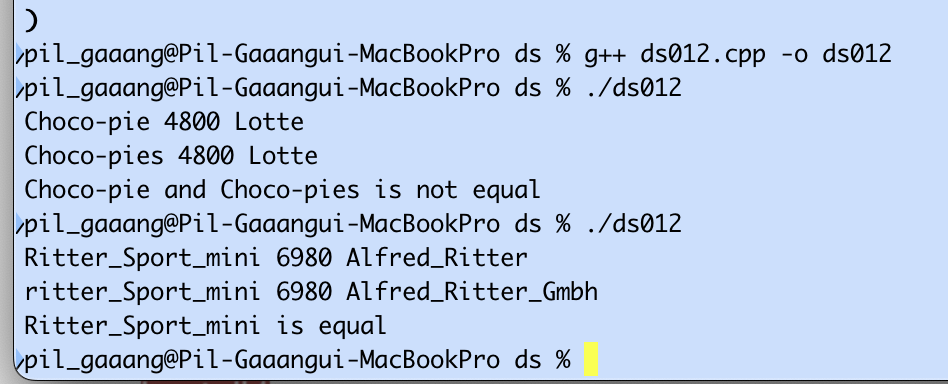 )
pil_gaaang@Pil-Gaaangui-MacBookPro ds % g++ ds012.cpp -o ds012
pil_gaaang@Pil-Gaaangui-MacBookPro ds % ./ds012
Choco-pie 4800 Lotte
Choco-pies 4800 Lotte
Choco-pie and Choco-pies is not equal
pil_gaaang@Pil-Gaaangui-MacBookPro ds % ./ds012
Ritter_Sport_mini 6980 Alfred_Ritter
ritter_Sport_mini 6980 Alfred_Ritter_Gmbh
Ritter_Sport_mini is equal
pil_gaaang@Pil-Gaaangui-MacBookPro ds %